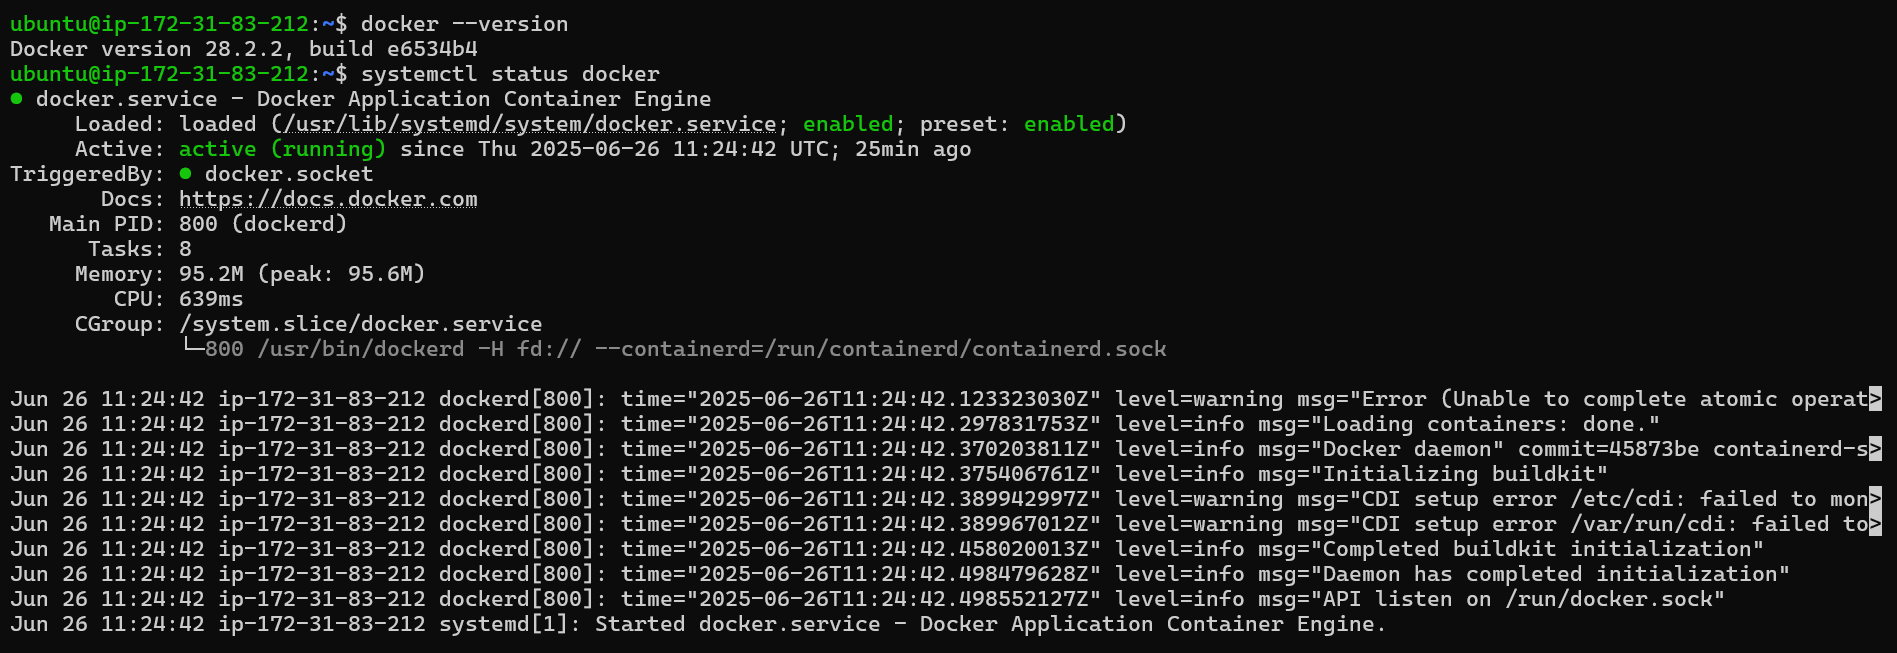 ubuntu@ip-172-31-83-212:~$ docker --version
Docker version 28.2.2, build e6534b4
ubuntu@ip-172-31-83-212:~$ systemctl status docker
● docker.service - Docker Application Container Engine
     Loaded: loaded (/usr/lib/systemd/system/docker.service; enabled; preset: enabled)
     Active: active (running) since Thu 2025-06-26 11:24:42 UTC; 25min ago
TriggeredBy: ● docker.socket
       Docs: https://docs.docker.com
   Main PID: 800 (dockerd)
      Tasks: 8
     Memory: 95.2M (peak: 95.6M)
        CPU: 639ms
     CGroup: /system.slice/docker.service
             └─800 /usr/bin/dockerd -H fd:// --containerd=/run/containerd/containerd.sock

Jun 26 11:24:42 ip-172-31-83-212 dockerd[800]: time="2025-06-26T11:24:42.123323030Z" level=warning msg="Error (Unable to complete atomic operat>
Jun 26 11:24:42 ip-172-31-83-212 dockerd[800]: time="2025-06-26T11:24:42.297831753Z" level=info msg="Loading containers: done."
Jun 26 11:24:42 ip-172-31-83-212 dockerd[800]: time="2025-06-26T11:24:42.370203811Z" level=info msg="Docker daemon" commit=45873be containerd-s>
Jun 26 11:24:42 ip-172-31-83-212 dockerd[800]: time="2025-06-26T11:24:42.375406761Z" level=info msg="Initializing buildkit"
Jun 26 11:24:42 ip-172-31-83-212 dockerd[800]: time="2025-06-26T11:24:42.389942997Z" level=warning msg="CDI setup error /etc/cdi: failed to mon>
Jun 26 11:24:42 ip-172-31-83-212 dockerd[800]: time="2025-06-26T11:24:42.389967012Z" level=warning msg="CDI setup error /var/run/cdi: failed to>
Jun 26 11:24:42 ip-172-31-83-212 dockerd[800]: time="2025-06-26T11:24:42.458020013Z" level=info msg="Completed buildkit initialization"
Jun 26 11:24:42 ip-172-31-83-212 dockerd[800]: time="2025-06-26T11:24:42.498479628Z" level=info msg="Daemon has completed initialization"
Jun 26 11:24:42 ip-172-31-83-212 dockerd[800]: time="2025-06-26T11:24:42.498552127Z" level=info msg="API listen on /run/docker.sock"
Jun 26 11:24:42 ip-172-31-83-212 systemd[1]: Started docker.service - Docker Application Container Engine.